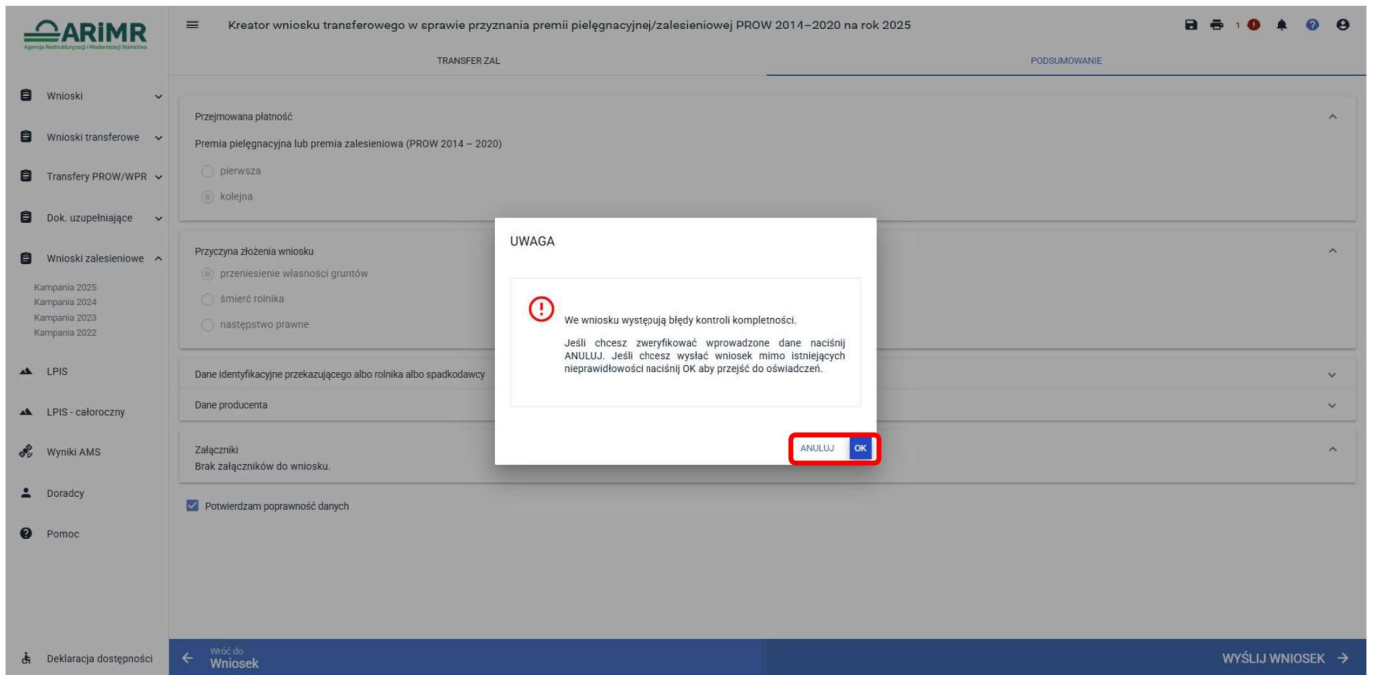 ARiMR
Agencja Restrukturyzacji i Modernizacji Rolnictwa
Kreator wniosku transferowego w sprawie przyznania premii pielęgnacyjnej/zalesieniowej PROW 2014–2020 na rok 2025
1
TRANSFER ZAL
PODSUMOWANIE
Wnioski
Wnioski transferowe
Transfery PROW/WPR
Dok. uzupełniające
Wnioski zalesieniowe
Kampania 2025
Kampania 2024
Kampania 2023
Kampania 2022
LPIS
LPIS - całoroczny
Wyniki AMS
Doradcy
Pomoc
Deklaracja dostępności
Przejmowana płatność
Premia pielęgnacyjna lub premia zalesieniowa (PROW 2014 – 2020)
pierwsza
kolejna
Przyczyna złożenia wniosku
przeniesienie własności gruntów
śmierć rolnika
następstwo prawne
Dane identyfikacyjne przekazującego albo rolnika albo spadkodawcy
Dane producenta
Załączniki
Brak załączników do wniosku.
Potwierdzam poprawność danych
UWAGA
We wniosku występują błędy kontroli kompletności.
Jeśli chcesz zweryfikować wprowadzone dane naciśnij
ANULUJ. Jeśli chcesz wysłać wniosek mimo istniejących
nieprawidłowości naciśnij OK aby przejść do oświadczeń.
ANULUJ
OK
Wróć do
Wniosek
WYŚLIJ WNIOSEK